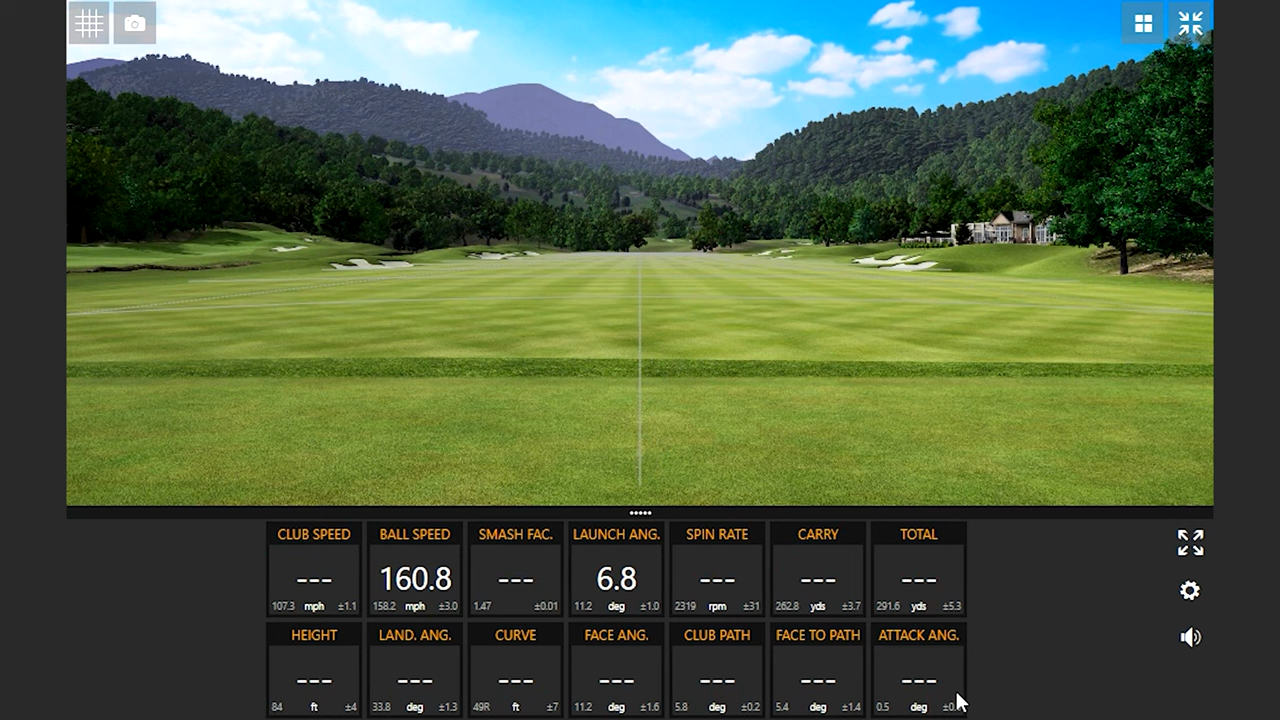 CLUB SPEED BALL SPEED SMASH FAC. LAUNCH ANG. SPIN RATE CARRY TOTAL
--- 160.8 --- 6.8 --- --- ---
107.3 mph ±1.1 158.2 mph ±3.0 1.47 ±0.01 11.2 deg ±1.0 2319 rpm ±31 262.8 yds ±3.7 291.6 yds ±5.3
HEIGHT LAND. ANG. CURVE FACE ANG. CLUB PATH FACE TO PATH ATTACK ANG.
--- --- --- --- --- --- ---
84 ft ±4 33.8 deg ±1.3 49R ft ±7 11.2 deg ±1.6 5.8 deg ±0.2 5.4 deg ±1.4 0.5 deg